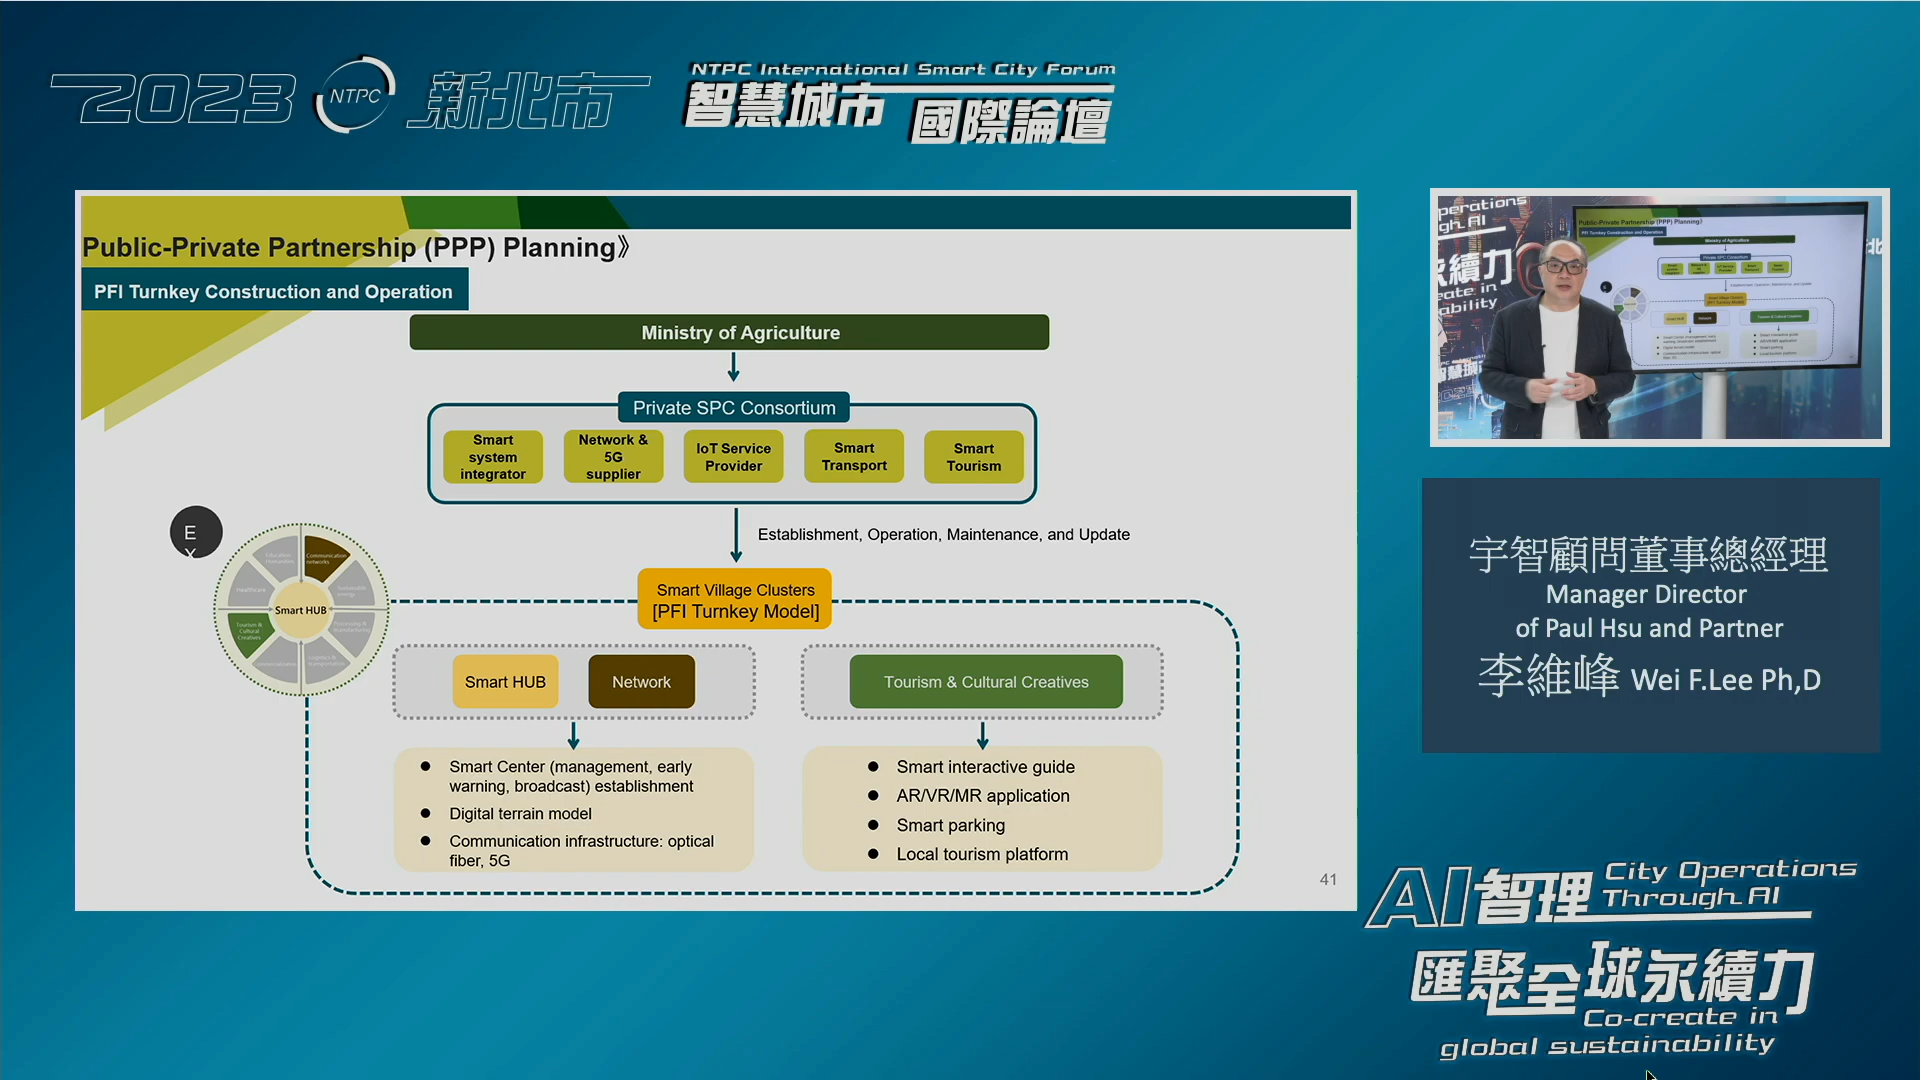 2023 NTPC 新北市
NTPC International Smart City Forum
智慧城市
國際論壇
Public-Private Partnership (PPP) Planning》
PFI Turnkey Construction and Operation
Ministry of Agriculture
Private SPC Consortium
Smart
system
integrator
Network &
5G
supplier
IoT Service
Provider
Smart
Transport
Smart
Tourism
Establishment, Operation, Maintenance, and Update
E
X
Communication
networks
Healthcare
Smart HUB
Tourism &
Cultural
Creatives
Smart Village Clusters
[PFI Turnkey Model]
Smart HUB
Network
Tourism & Cultural Creatives
● Smart Center (management, early
warning, broadcast) establishment
● Digital terrain model
● Communication infrastructure: optical
fiber, 5G
● Smart interactive guide
● AR/VR/MR application
● Smart parking
● Local tourism platform
41
宇智顧問董事總經理
Manager Director
of Paul Hsu and Partner
李維峰 Wei F.Lee Ph,D
AI智理 City Operations
Through AI
匯聚全球永續力
Co-create in
global sustainability